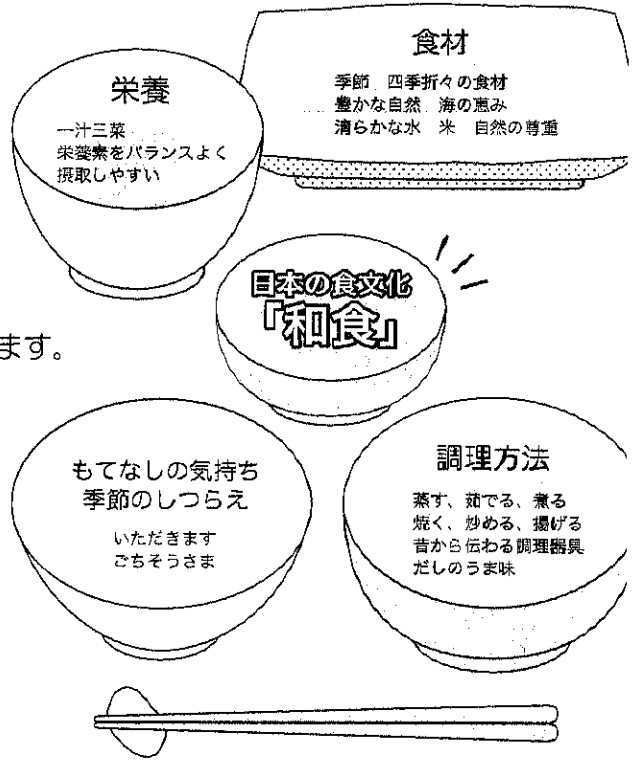 栄養
一汁三菜
栄養素をバランスよく
摂取しやすい
食材
季節　四季折々の食材
豊かな自然　海の恵み
清らかな水　米　自然の尊重
日本の食文化
「和食」
ます。
もてなしの気持ち
季節のしつらえ
いただきます
ごちそうさま
調理方法
蒸す、茹でる、煮る
焼く、炒める、揚げる
昔から伝わる調理器具
だしのうま味